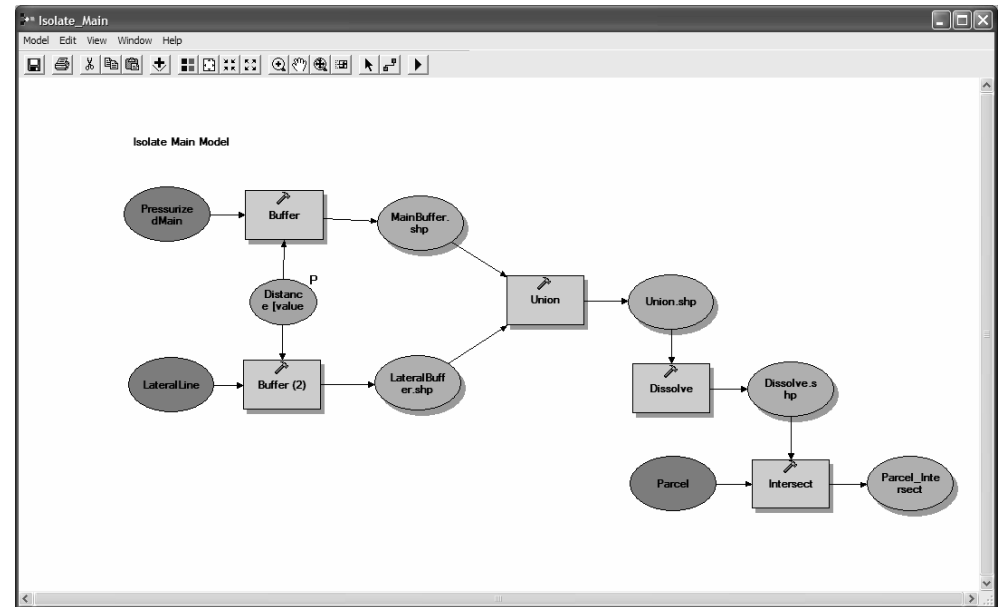 Isolate_Main
Model Edit View Window Help
Isolate Main Model
Pressurize
dMain
Buffer
MainBuffer.
shp
P
Distanc
e [value
Union
Union.shp
LateralLine
Buffer (2)
LateralBuff
er.shp
Dissolve
Dissolve.s
hp
Parcel
Intersect
Parcel_Inte
rsect